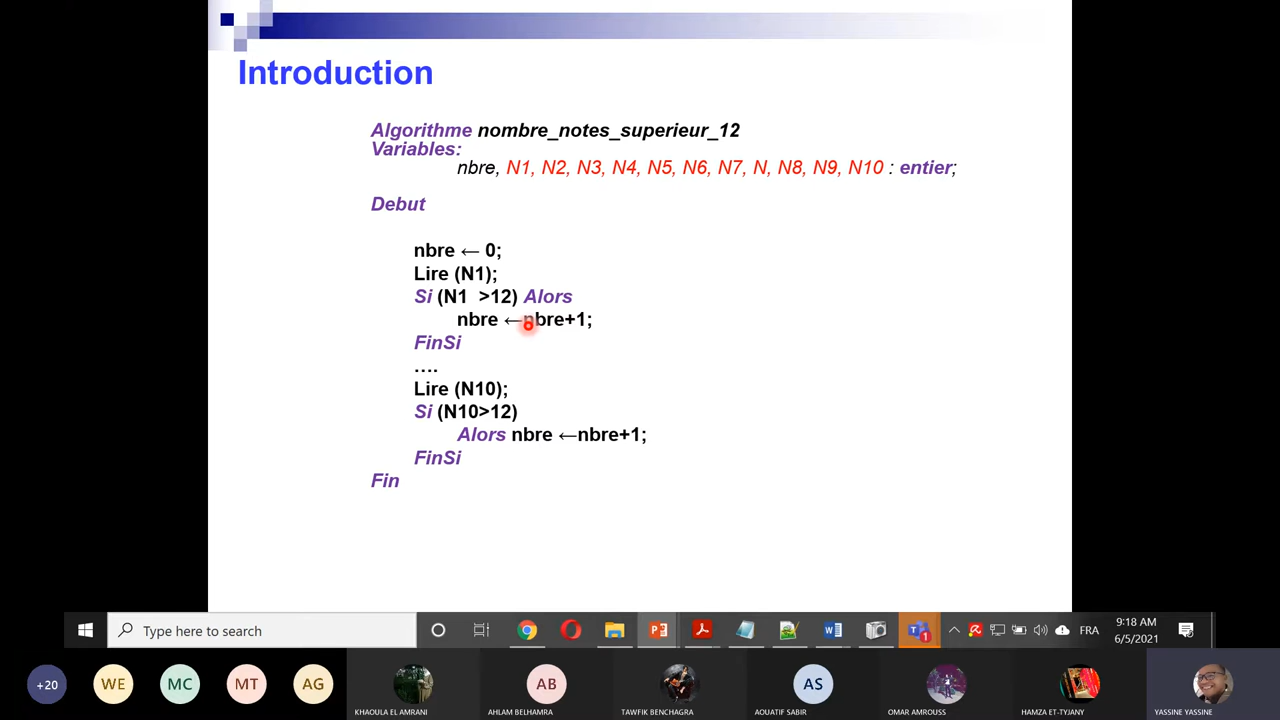 Introduction
Algorithme nombre_notes_superieur_12
Variables:
nbre, N1, N2, N3, N4, N5, N6, N7, N, N8, N9, N10 : entier;
Debut
nbre ← 0;
Lire (N1);
Si (N1 >12) Alors
nbre ←nbre+1;
FinSi
....
Lire (N10);
Si (N10>12)
Alors nbre ←nbre+1;
FinSi
Fin
Type here to search
FRA
9:18 AM
6/5/2021
+20
WE
MC
MT
AG
KHAOULA EL AMRANI
AB
AHLAM BELHAMRA
TAWFIK BENCHAGRA
AS
AOUATIF SABIR
OMAR AMROUSS
HAMZA ET-TYJANY
YASSINE YASSINE